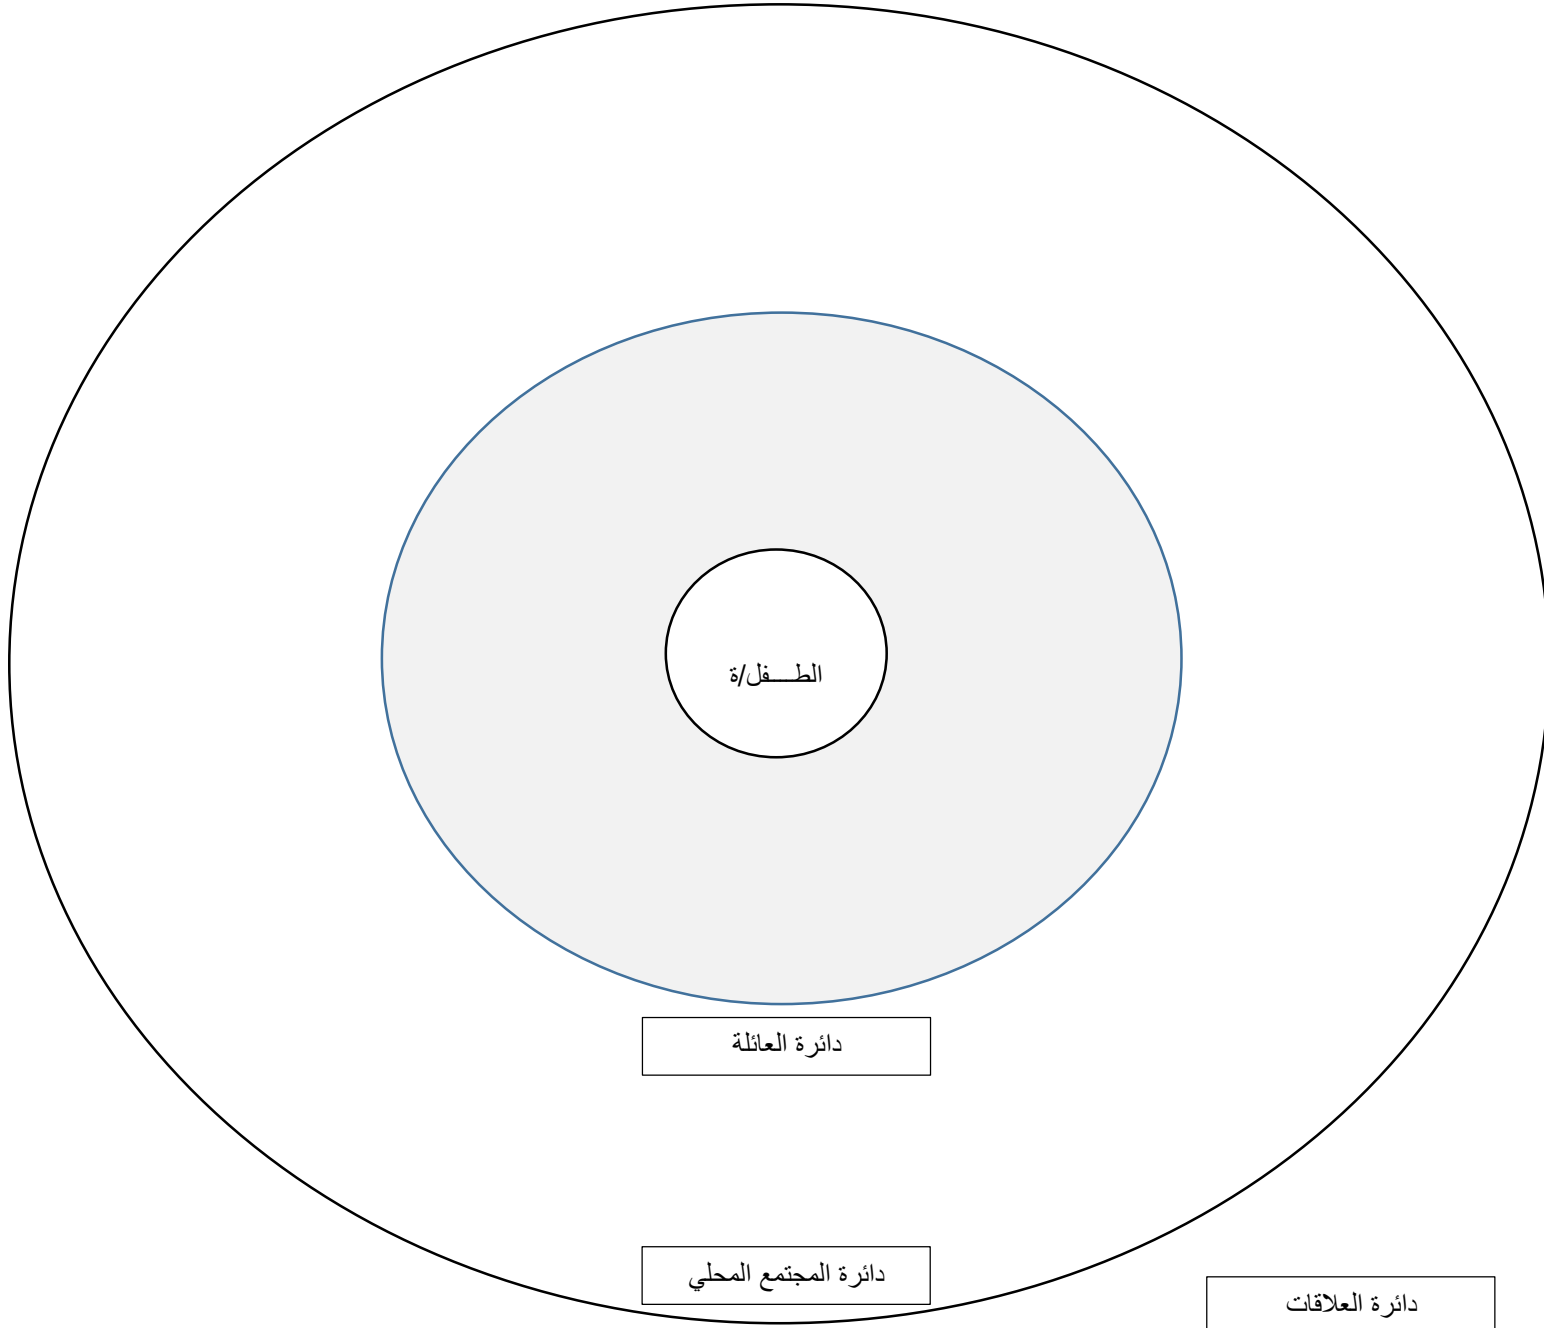 الطـــفل/ة
دائرة العائلة
دائرة المجتمع المحلي
دائرة العلاقات